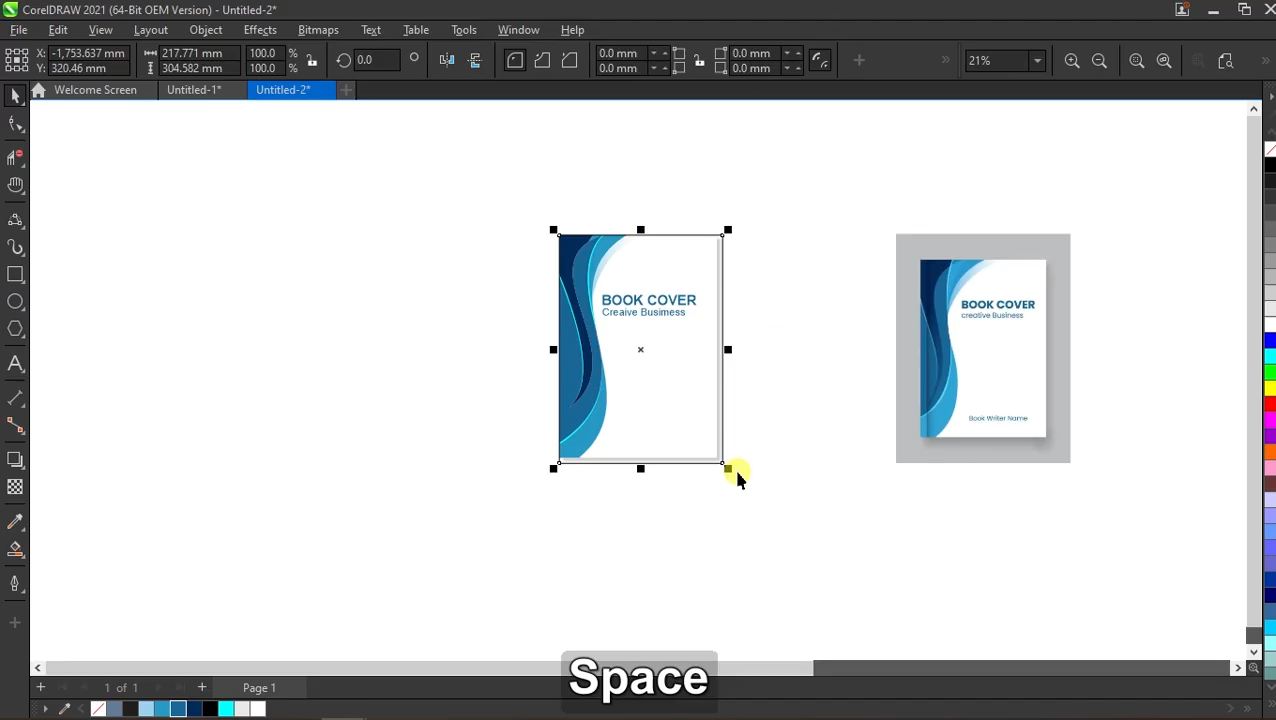 CorelDRAW 2021 (64-Bit OEM Version) - Untitled-2*
File Edit View Layout Object Effects Bitmaps Text Table Tools Window Help
X: -1,753.637 mm 217.771 mm 100.0 % 0.0 0.0 mm 0.0 mm 21%
Y: 320.46 mm 304.582 mm 100.0 % 0.0 mm 0.0 mm
Welcome Screen Untitled-1* Untitled-2*
BOOK COVER
Creaive Busimess
BOOK COVER
creative Business
Book Writer Name
Space
1 of 1 Page 1